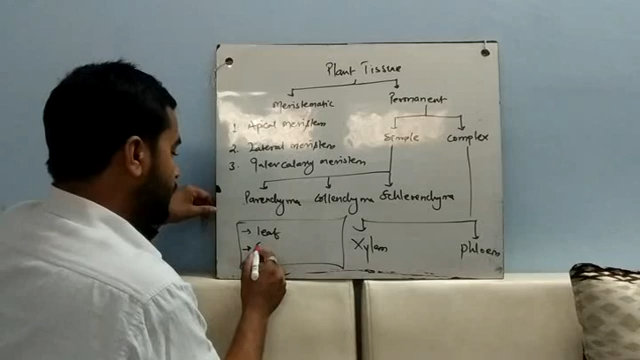 Plant Tissue
Meristematic Permanent
1. Apical meristem
Simple Complex
2. Lateral meristem
3. Intercalary meristem
Parenchyma Collenchyma Schlerenchyma
→ leaf
Xylem Phloem
→